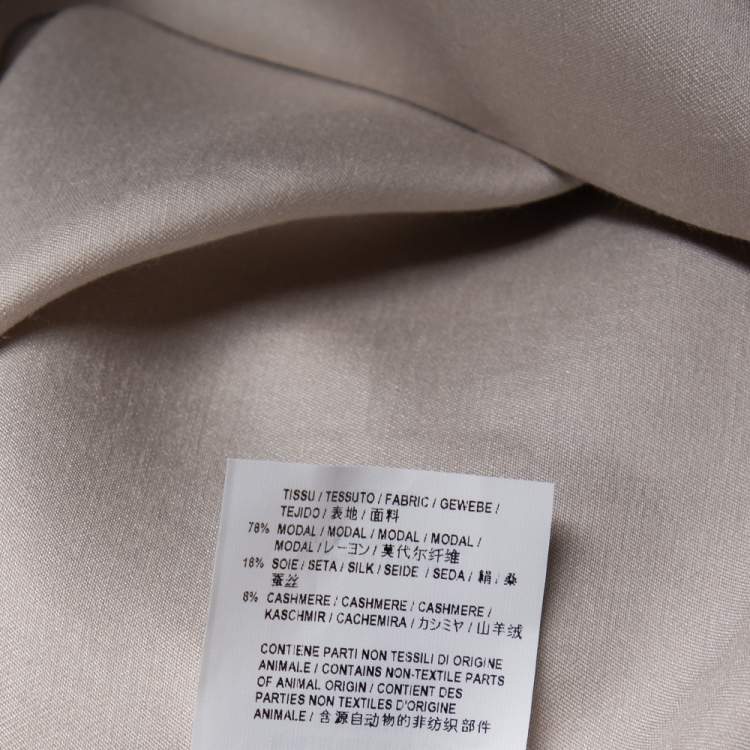 TISSU / TESSUTO / FABRIC / GEWEBE /
TEJIDO / 表地 / 面料
78% MODAL / MODAL / MODAL / MODAL /
MODAL / レーヨン / 莫代尔纤维
16% SOIE / SETA / SILK / SEIDE / SEDA / 絹 / 桑
蚕丝
6% CASHMERE / CASHMERE / CASHMERE /
KASCHMIR / CACHEMIRA / カシミヤ / 山羊绒
CONTIENE PARTI NON TESSILI DI ORIGINE
ANIMALE / CONTAINS NON-TEXTILE PARTS
OF ANIMAL ORIGIN / CONTIENT DES
PARTIES NON TEXTILES D'ORIGINE
ANIMALE / 含源自动物的非纺织部件